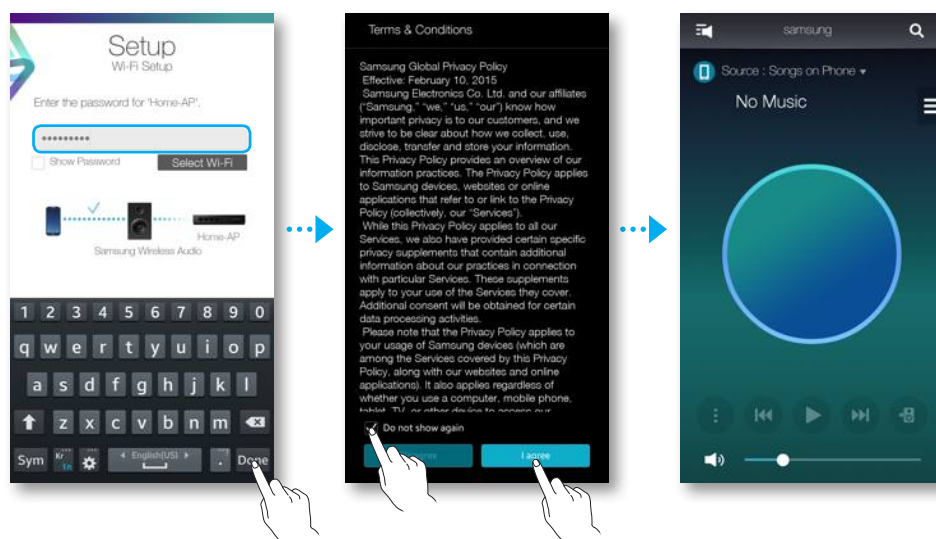 Setup
Wi-Fi Setup
Enter the password for 'Home-AP'.
•••••••••
Show Password
Select Wi-Fi
Home-AP
Samsung Wireless Audio
1 2 3 4 5 6 7 8 9 0
q w e r t y u i o p
a s d f g h j k l
z x c v b n m
Sym Kr En English(US) . Done
Terms & Conditions
Samsung Global Privacy Policy
Effective: February 10, 2015
Samsung Electronics Co. Ltd. and our affiliates
("Samsung," "we," "us," "our") know how
important privacy is to our customers, and we
strive to be clear about how we collect, use,
disclose, transfer and store your information.
This Privacy Policy provides an overview of our
information practices. The Privacy Policy applies
to Samsung devices, websites or online
applications that refer to or link to the Privacy
Policy (collectively, our "Services").
While this Privacy Policy applies to all our
Services, we also have provided certain specific
privacy supplements that contain additional
information about our practices in connection
with particular Services. These supplements
apply to your use of the Services they cover.
Additional consent will be obtained for certain
data processing activities.
Please note that the Privacy Policy applies to
your usage of Samsung devices (which are
among the Services covered by this Privacy
Policy, along with our websites and online
applications). It also applies regardless of
whether you use a computer, mobile phone,
tablet, TV, or other device to access our
Do not show again
I agree
samsung
Source : Songs on Phone
No Music